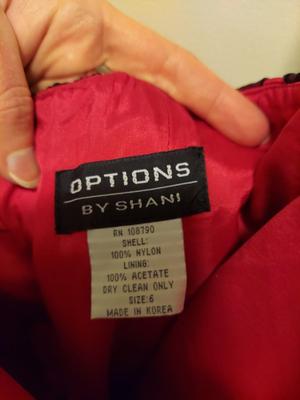 OPTIONS
BY SHANI
RN 108790
SHELL:
100% NYLON
LINING:
100% ACETATE
DRY CLEAN ONLY
SIZE:6
MADE IN KOREA